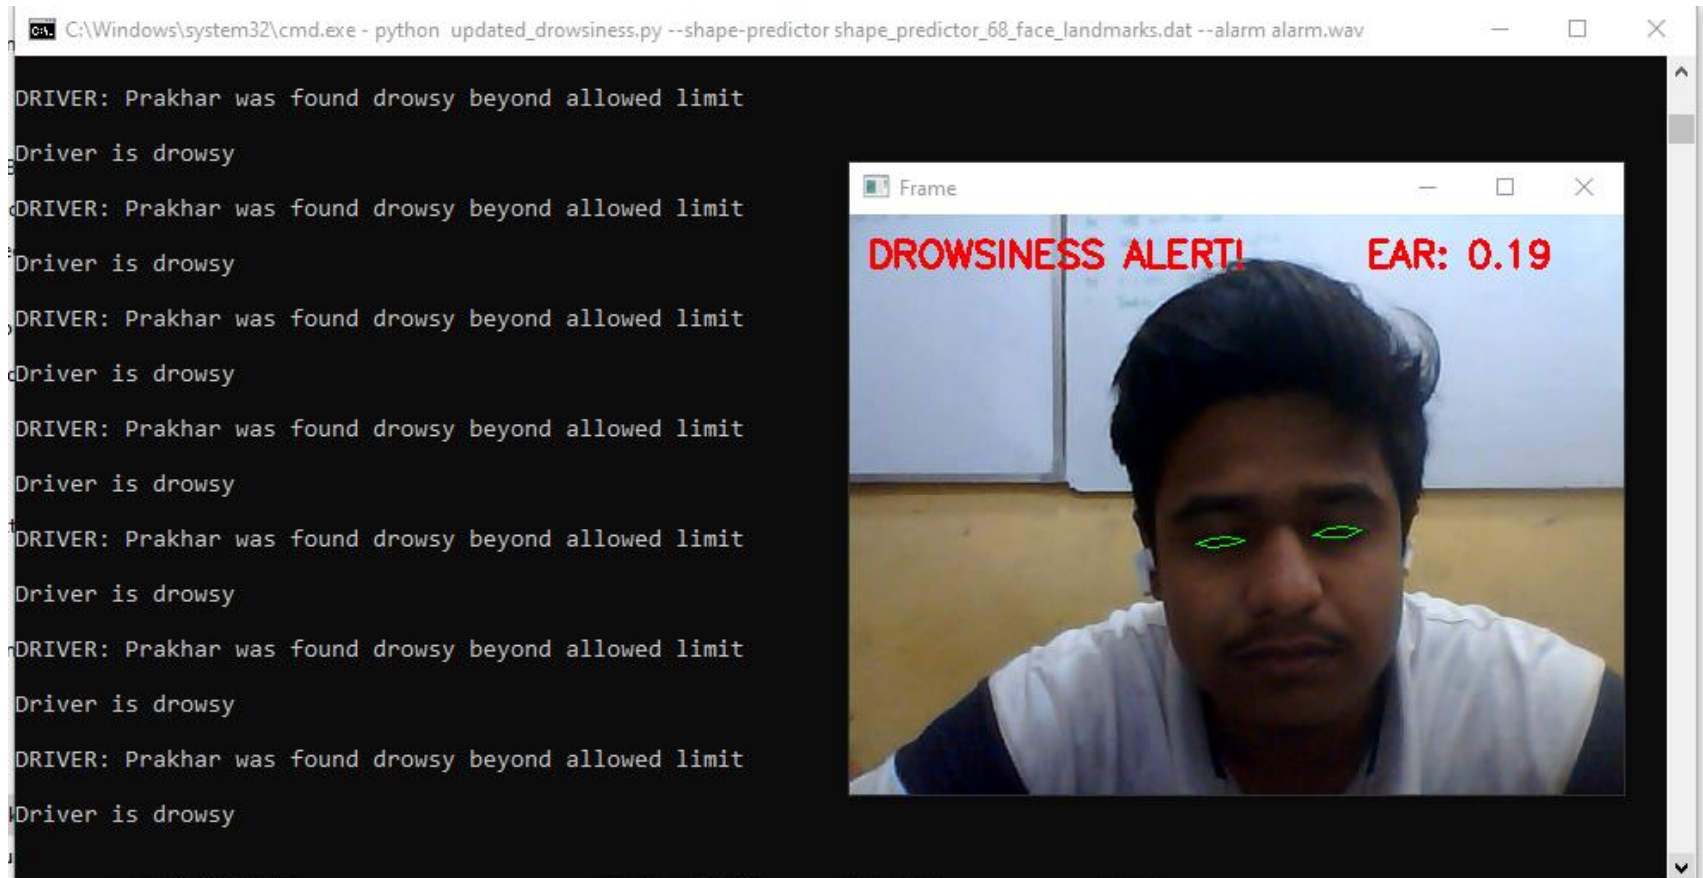 C:\Windows\system32\cmd.exe - python  updated_drowsiness.py --shape-predictor shape_predictor_68_face_landmarks.dat --alarm alarm.wav
DRIVER: Prakhar was found drowsy beyond allowed limit
Driver is drowsy
DRIVER: Prakhar was found drowsy beyond allowed limit
Driver is drowsy
DRIVER: Prakhar was found drowsy beyond allowed limit
Driver is drowsy
DRIVER: Prakhar was found drowsy beyond allowed limit
Driver is drowsy
DRIVER: Prakhar was found drowsy beyond allowed limit
Driver is drowsy
DRIVER: Prakhar was found drowsy beyond allowed limit
Driver is drowsy
DRIVER: Prakhar was found drowsy beyond allowed limit
Driver is drowsy
Frame
DROWSINESS ALERT! EAR: 0.19